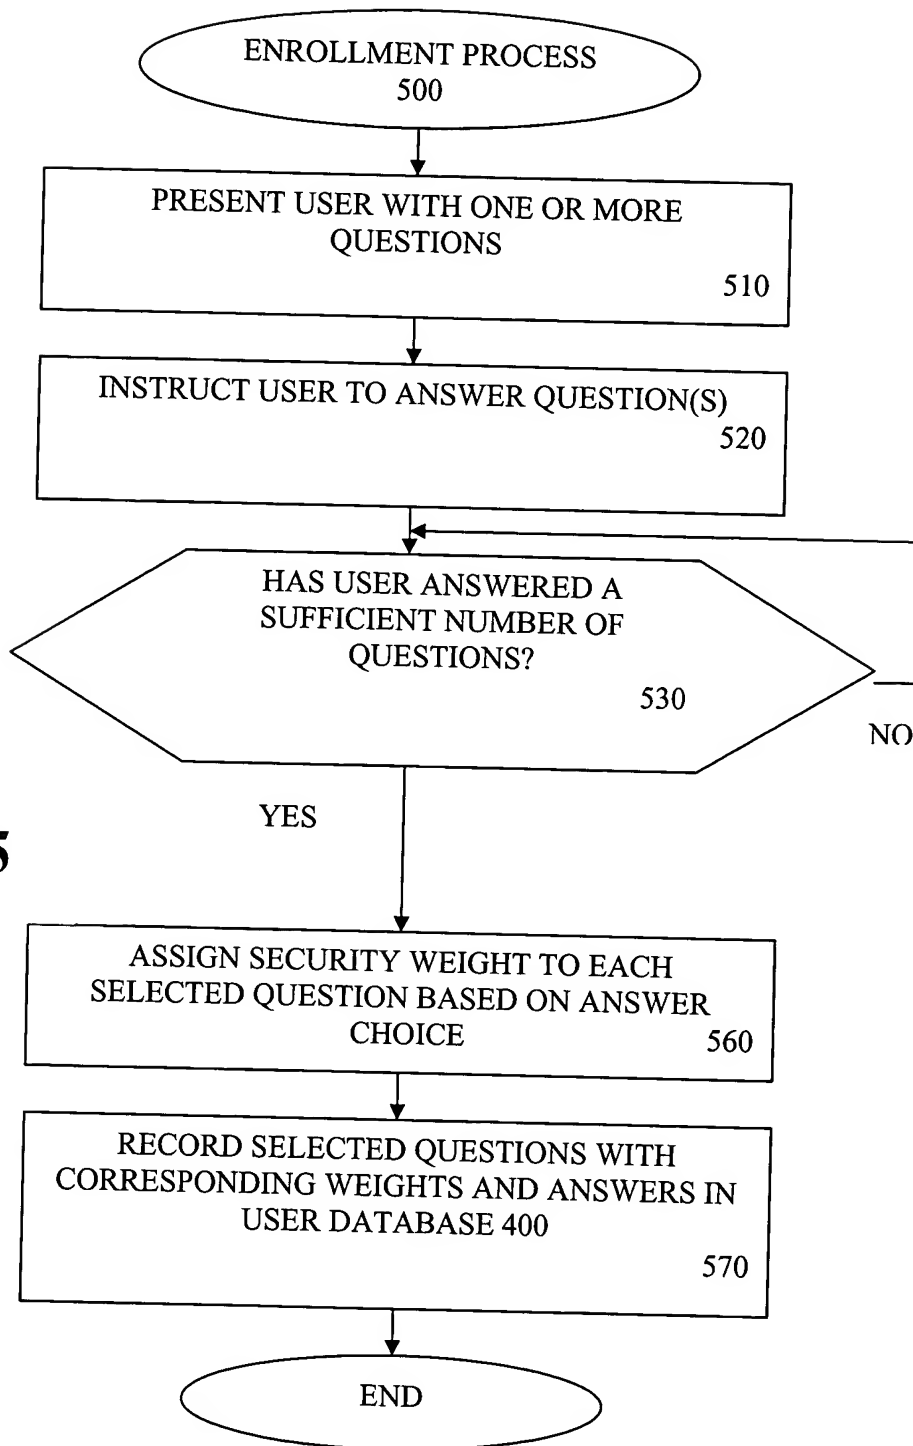 ENROLLMENT PROCESS
500
PRESENT USER WITH ONE OR MORE
QUESTIONS
510
INSTRUCT USER TO ANSWER QUESTION(S)
520
HAS USER ANSWERED A
SUFFICIENT NUMBER OF
QUESTIONS?
530
NO
YES
5
ASSIGN SECURITY WEIGHT TO EACH
SELECTED QUESTION BASED ON ANSWER
CHOICE
560
RECORD SELECTED QUESTIONS WITH
CORRESPONDING WEIGHTS AND ANSWERS IN
USER DATABASE 400
570
END